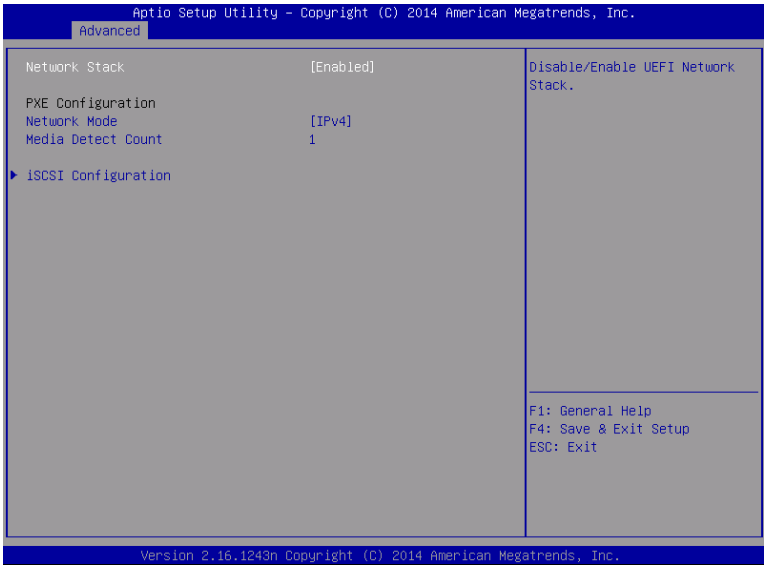 Aptio Setup Utility – Copyright (C) 2014 American Megatrends, Inc.
Advanced
Network Stack [Enabled]
PXE Configuration
Network Mode [IPv4]
Media Detect Count 1
iSCSI Configuration
Disable/Enable UEFI Network
Stack.
F1: General Help
F4: Save & Exit Setup
ESC: Exit
Version 2.16.1243n Copyright (C) 2014 American Megatrends, Inc.